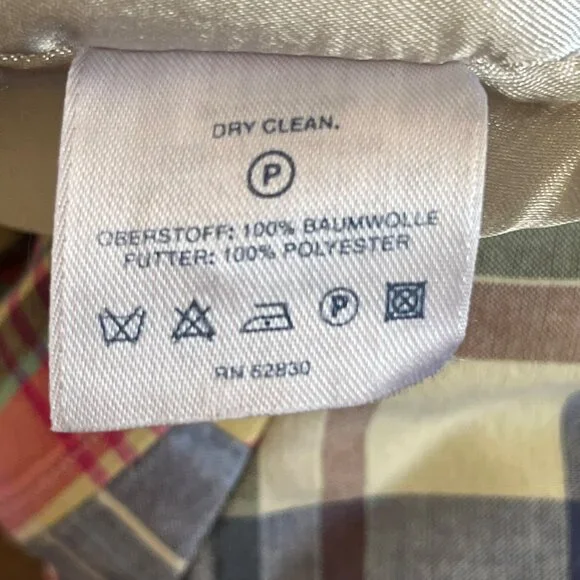 DRY CLEAN.
P
OBERSTOFF: 100% BAUMWOLLE
FUTTER: 100% POLYESTER
P
RN 62830